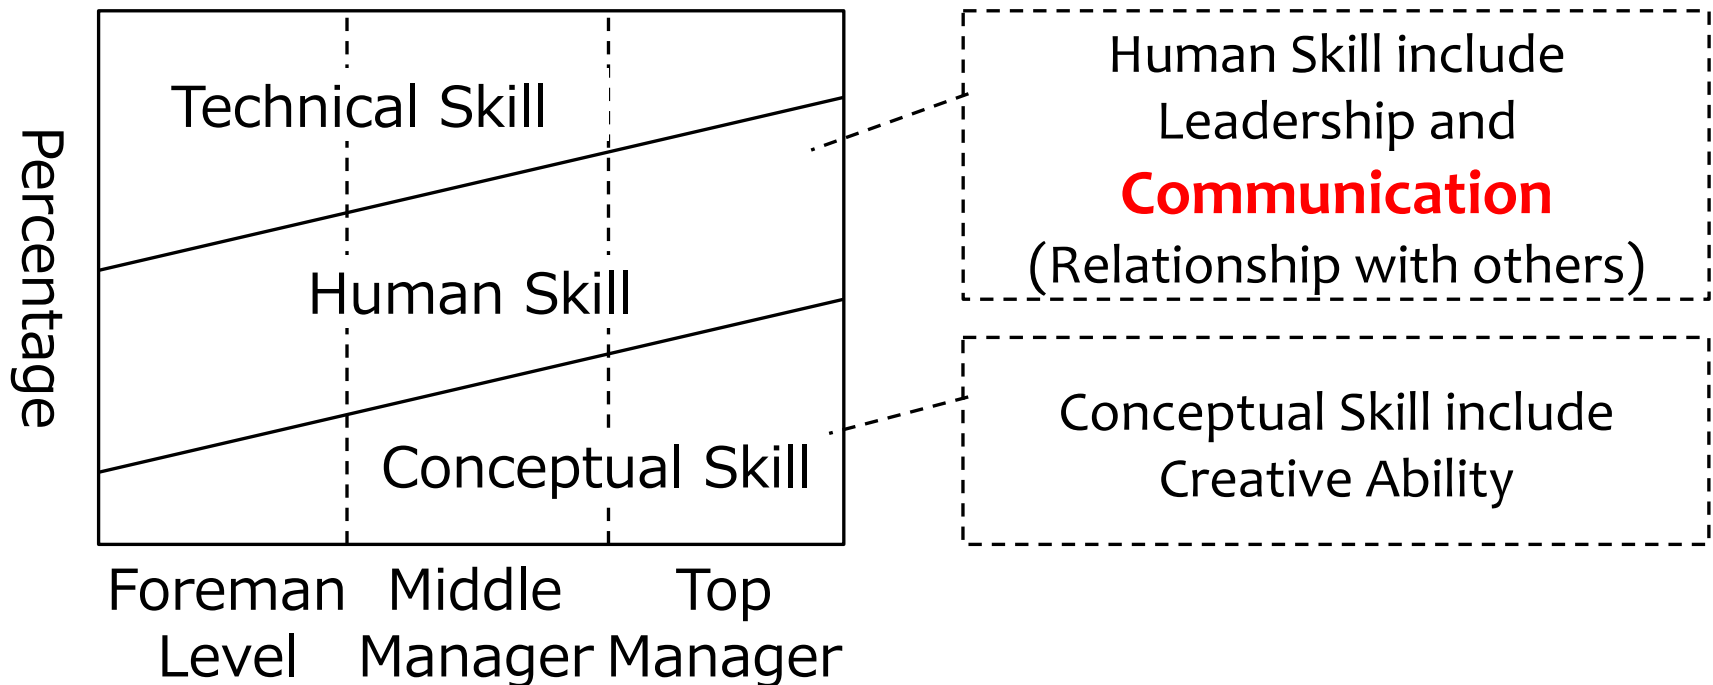 Percentage
Technical Skill
Human Skill
Conceptual Skill
Foreman
Level
Middle
Manager
Top
Manager
Human Skill include
Leadership and
Communication
(Relationship with others)
Conceptual Skill include
Creative Ability